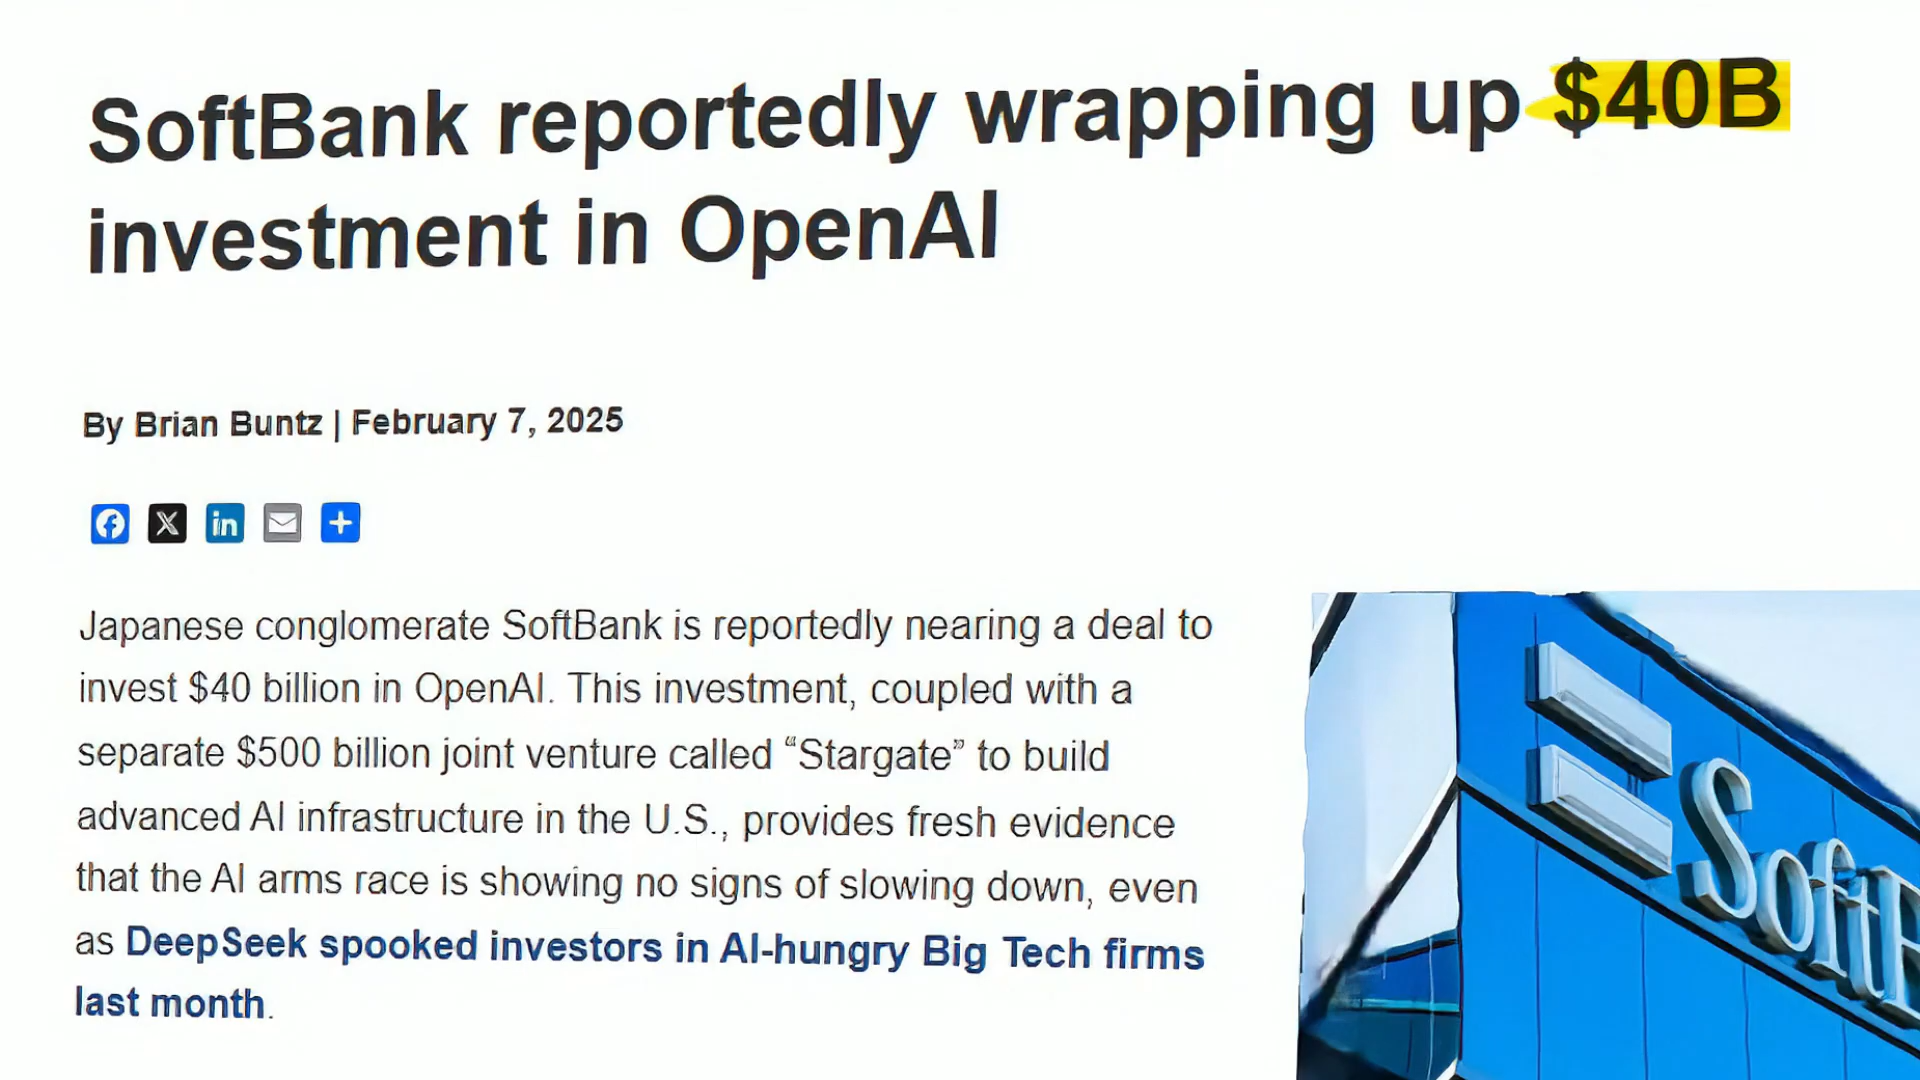 SoftBank reportedly wrapping up $40B
investment in OpenAI
By Brian Buntz | February 7, 2025
Japanese conglomerate SoftBank is reportedly nearing a deal to
invest $40 billion in OpenAI. This investment, coupled with a
separate $500 billion joint venture called “Stargate” to build
advanced AI infrastructure in the U.S., provides fresh evidence
that the AI arms race is showing no signs of slowing down, even
as DeepSeek spooked investors in AI-hungry Big Tech firms
last month.
SoftB